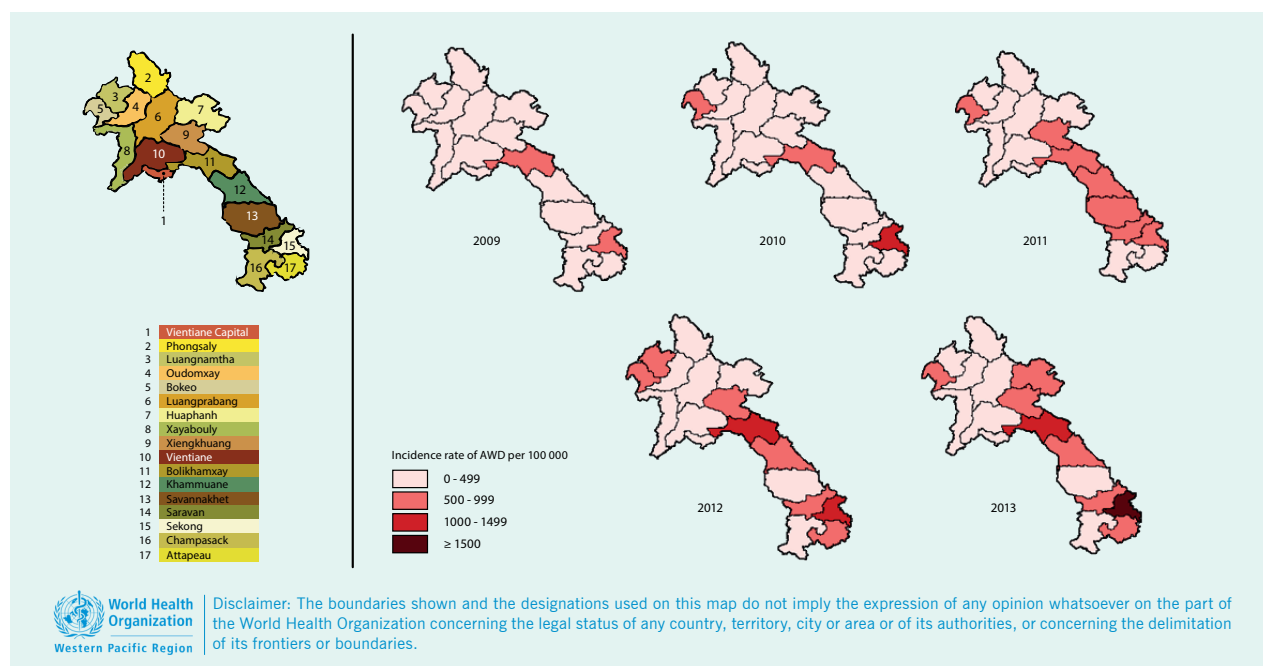 2
3
4
5
6
7
8
9
10
11
12
1
13
14
15
16
17
2009
2010
2011
1 Vientiane Capital
2 Phongsaly
3 Luangnamtha
4 Oudomxay
5 Bokeo
6 Luangprabang
7 Huaphanh
8 Xayabouly
9 Xiengkhuang
10 Vientiane
11 Bolikhamxay
12 Khammuane
13 Savannakhet
14 Saravan
15 Sekong
16 Champasack
17 Attapeau
Incidence rate of AWD per 100 000
0 - 499
500 - 999
1000 - 1499
≥ 1500
2012
2013
World Health
Organization
Western Pacific Region
Disclaimer: The boundaries shown and the designations used on this map do not imply the expression of any opinion whatsoever on the part of
the World Health Organization concerning the legal status of any country, territory, city or area or of its authorities, or concerning the delimitation
of its frontiers or boundaries.